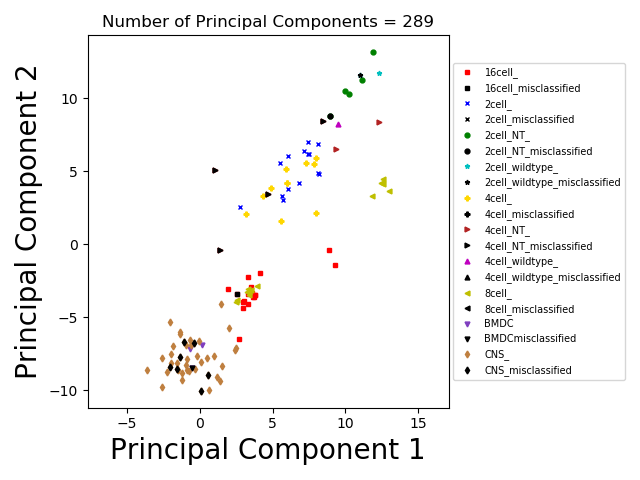 Number of Principal Components = 289
Principal Component 2
10
5
0
−5
−10
−5
0
5
10
15
Principal Component 1
16cell_
16cell_misclassified
2cell_
2cell_misclassified
2cell_NT_
2cell_NT_misclassified
2cell_wildtype_
2cell_wildtype_misclassified
4cell_
4cell_misclassified
4cell_NT_
4cell_NT_misclassified
4cell_wildtype_
4cell_wildtype_misclassified
8cell_
8cell_misclassified
BMDC
BMDCmisclassified
CNS_
CNS_misclassified